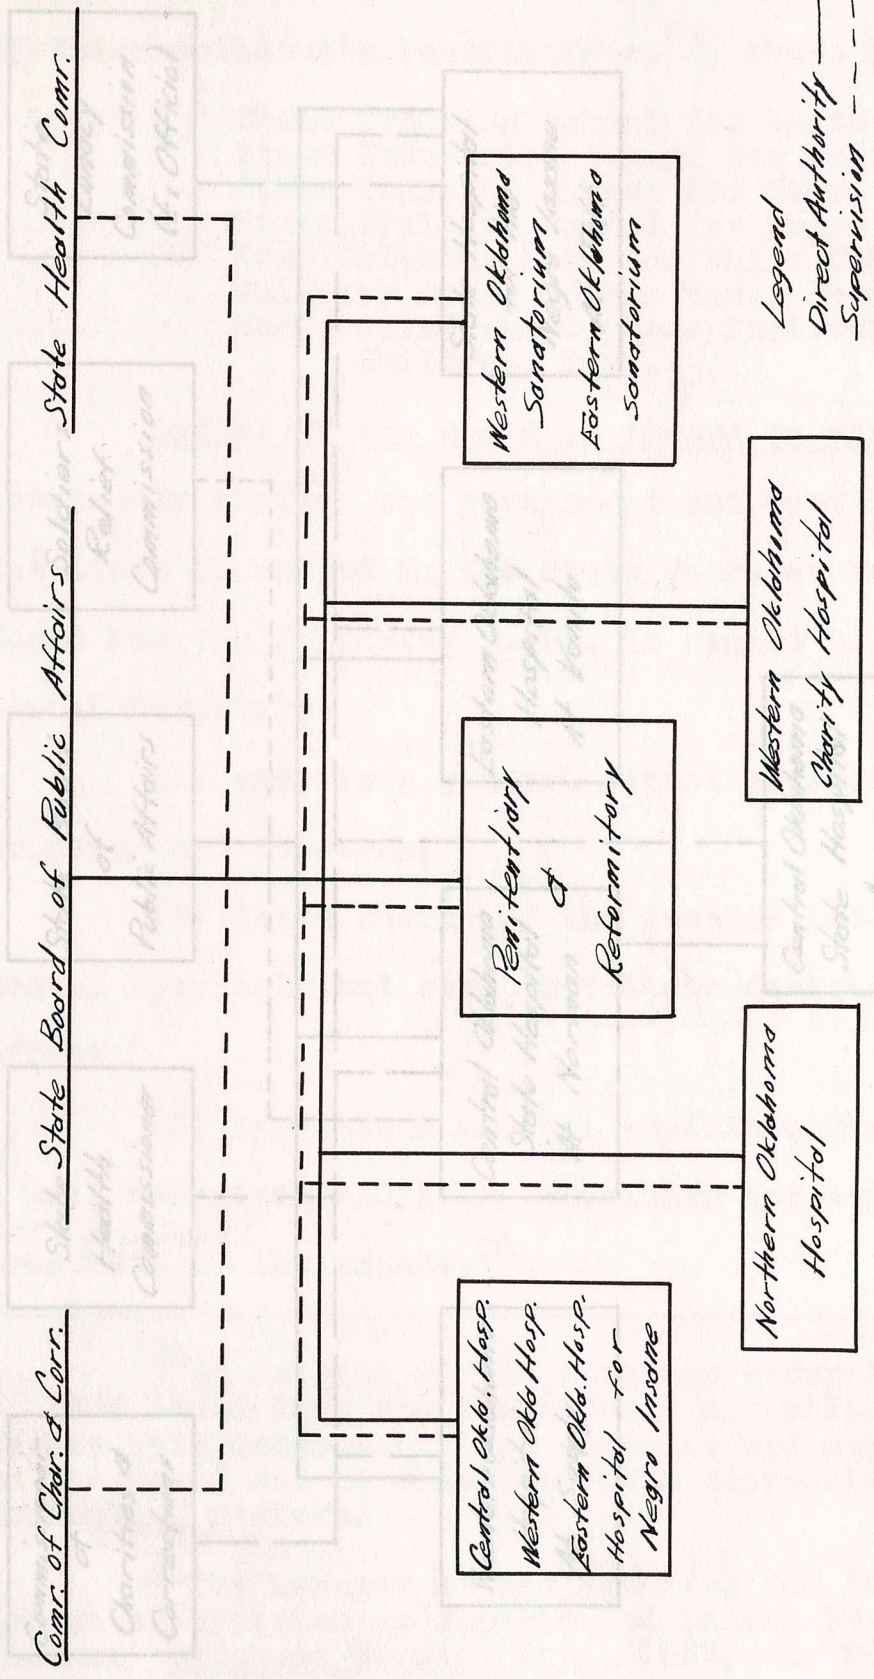 Comr. of Char. & Corr.
State Board of Public Affairs
State Health Comr.
Central Okla. Hosp.
Western Okla Hosp.
Eastern Okla. Hosp.
Hospital for
Negro Insane
Penitentiary
&
Reformitory
Western Oklahoma
Sanatorium
Eastern Oklahoma
Sanatorium
Northern Oklahoma
Hospital
Western Oklahoma
Charity Hospital
Legend
Direct Authority
Supervision